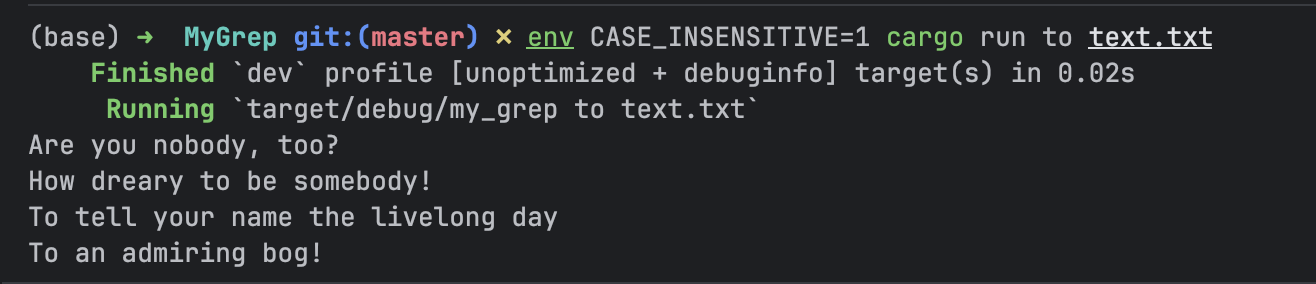 (base) ➜ MyGrep git:(master) ✗ env CASE_INSENSITIVE=1 cargo run to text.txt
Finished `dev` profile [unoptimized + debuginfo] target(s) in 0.02s
Running `target/debug/my_grep to text.txt`
Are you nobody, too?
How dreary to be somebody!
To tell your name the livelong day
To an admiring bog!